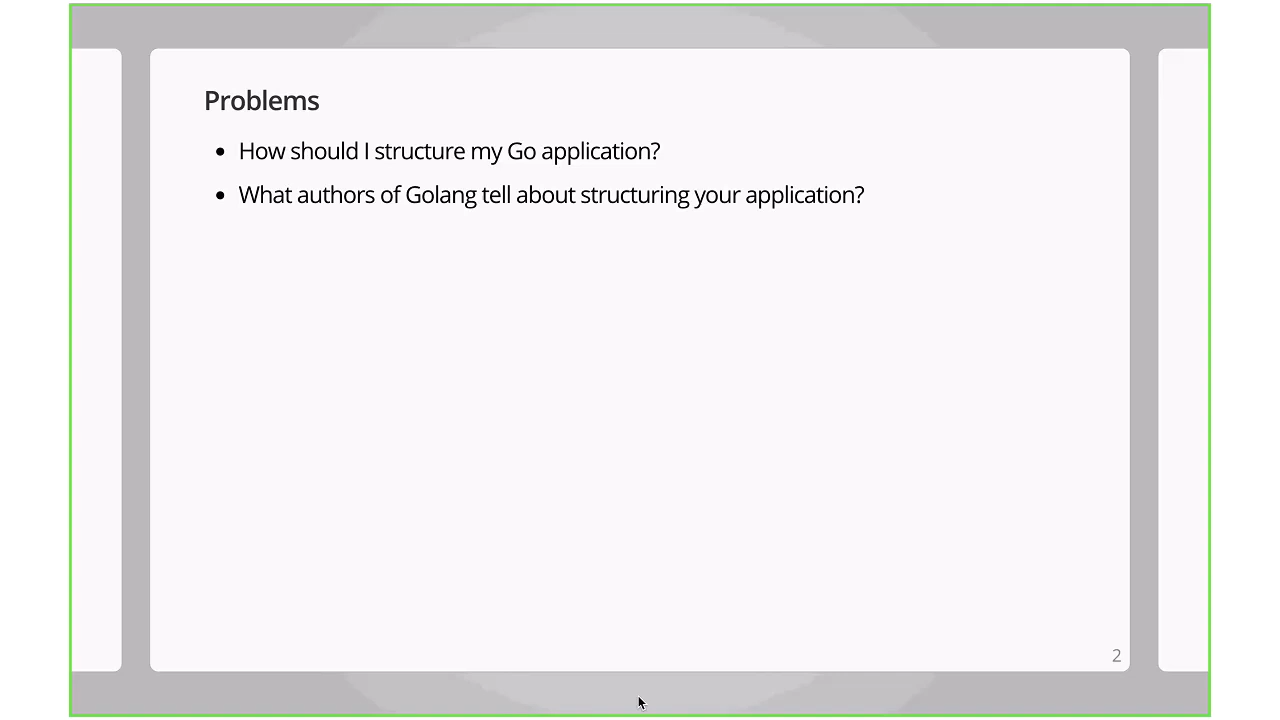 Problems
• How should I structure my Go application?
• What authors of Golang tell about structuring your application?
2